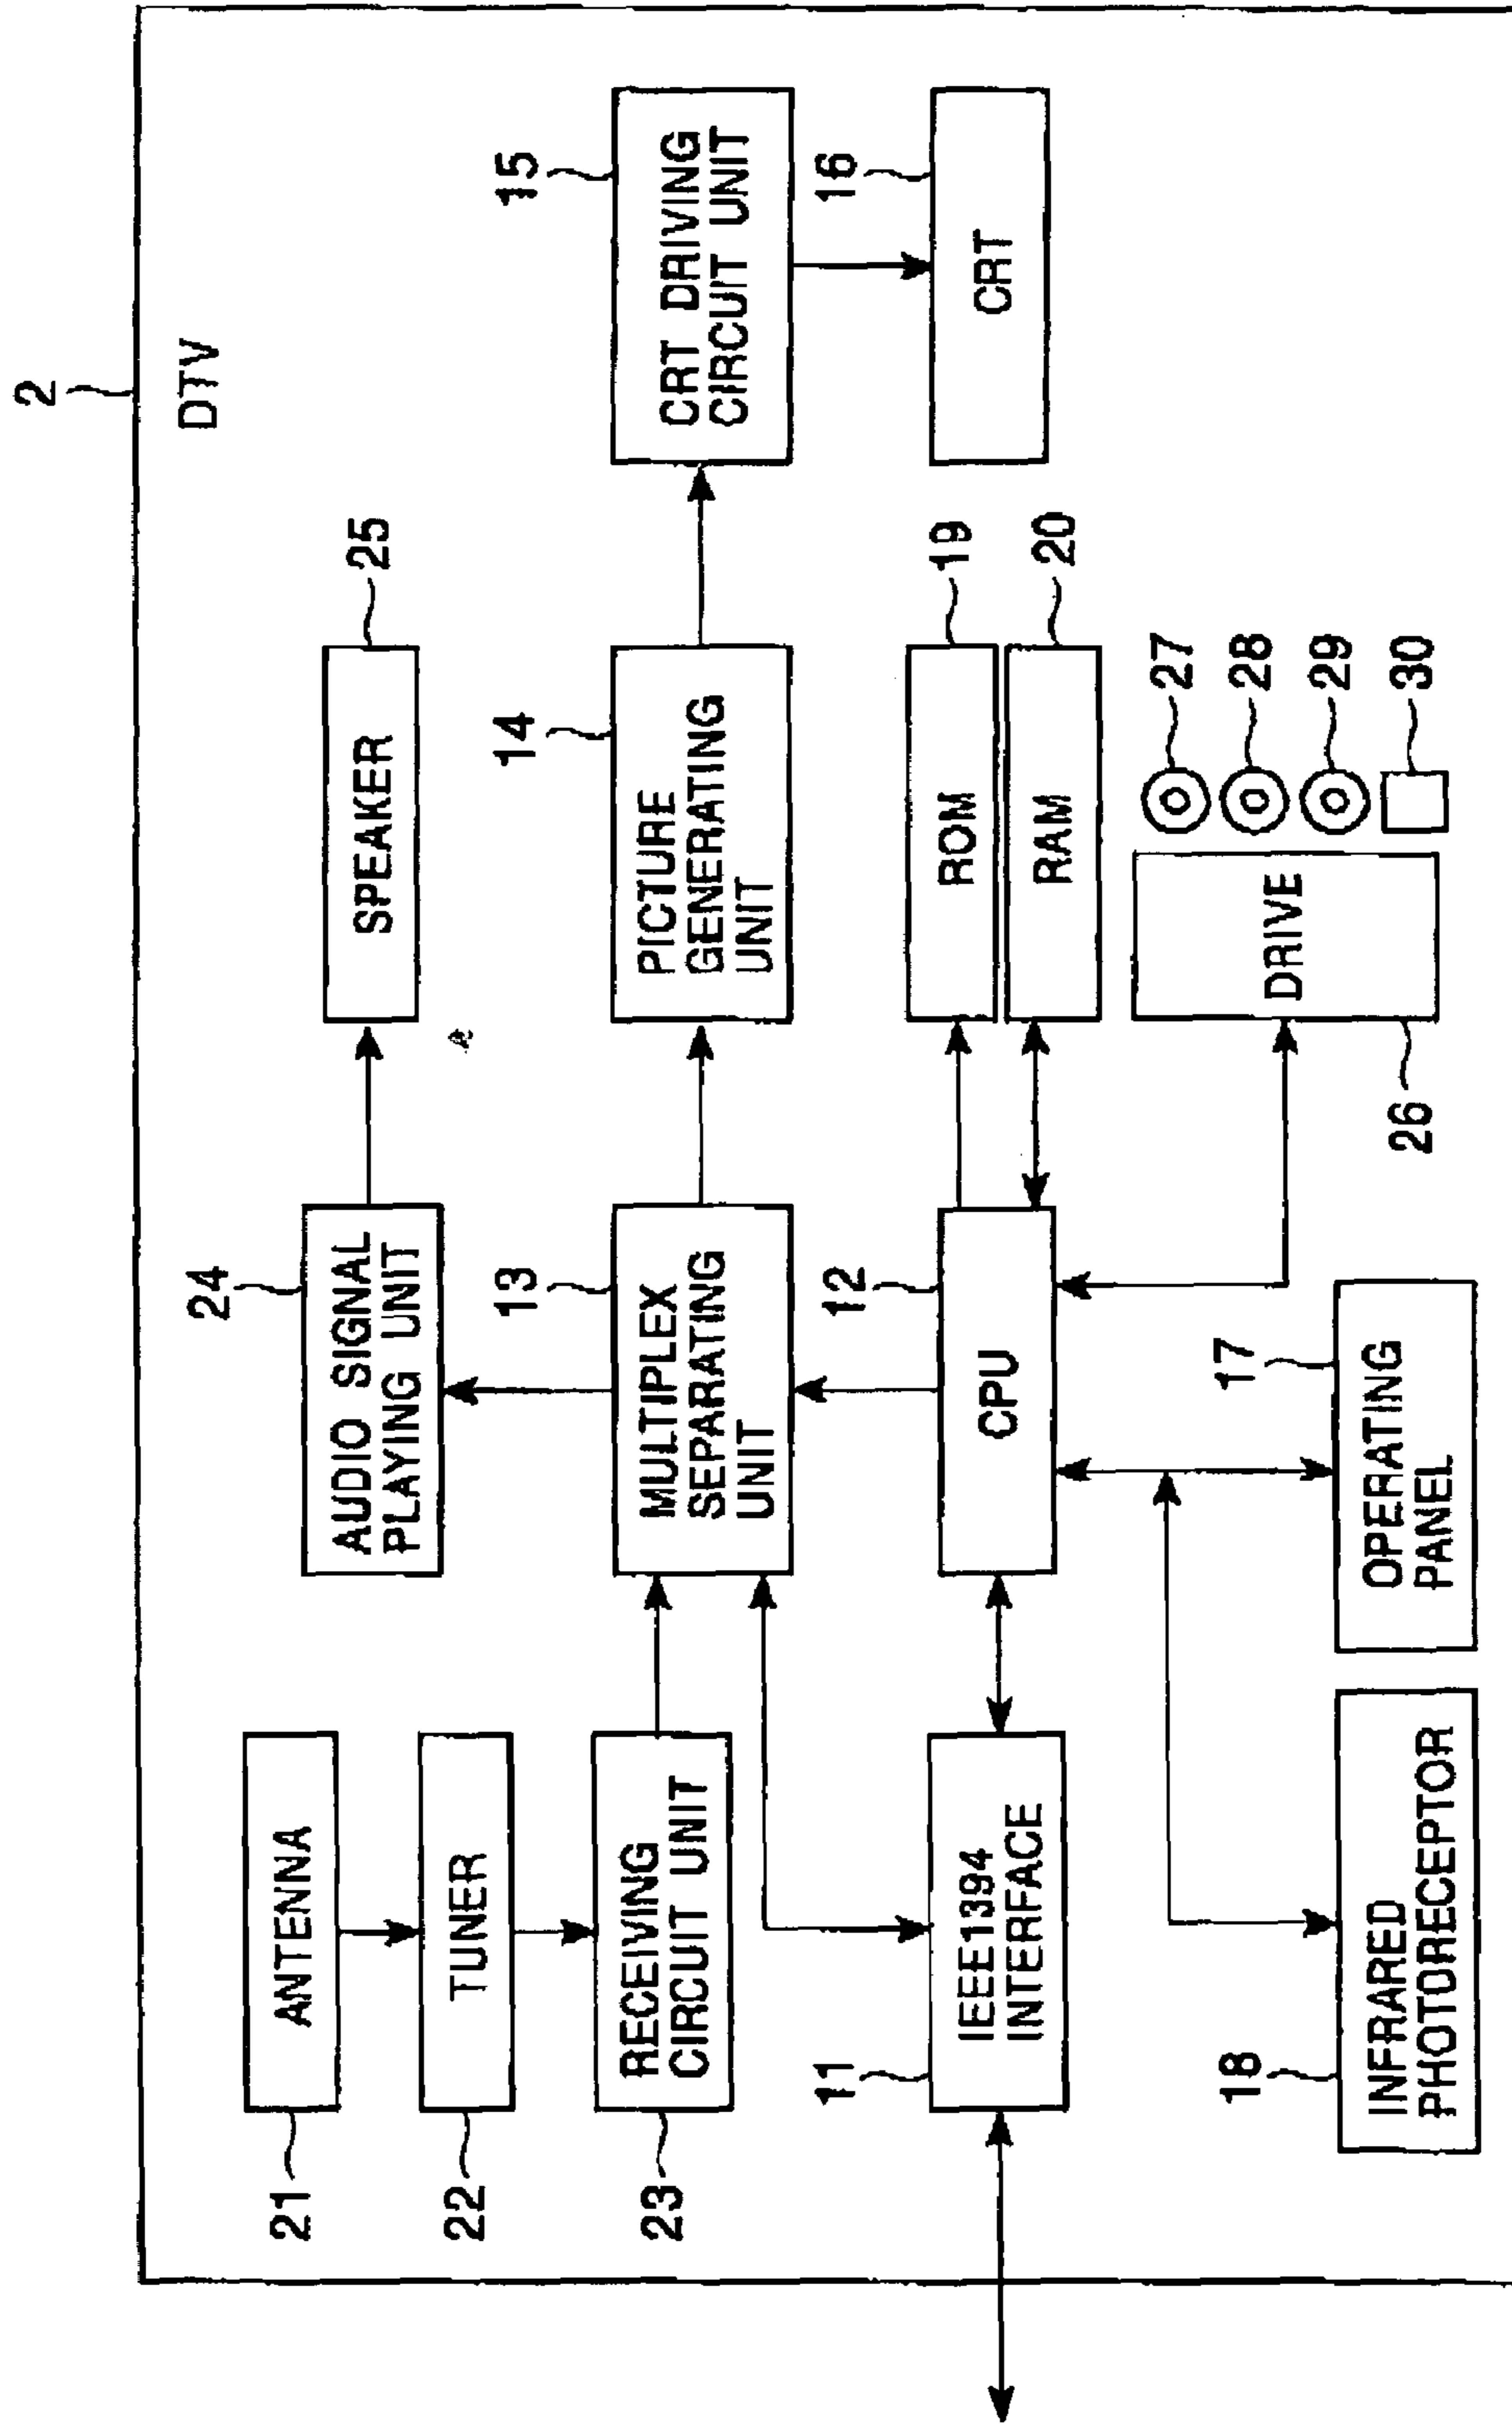 2
DTV
21
ANTENNA
22
TUNER
23
RECEIVING
CIRCUIT UNIT
24
AUDIO SIGNAL
PLAYING UNIT
25
SPEAKER
13
MULTIPLEX
SEPARATING
UNIT
14
PICTURE
GENERATING
UNIT
15
CRT DRIVING
CIRCUIT UNIT
16
CRT
11
IEEE1394
INTERFACE
12
CPU
19
ROM
20
RAM
18
INFRARED
PHOTORECEPTOR
17
OPERATING
PANEL
26
DRIVE
27
28
29
30